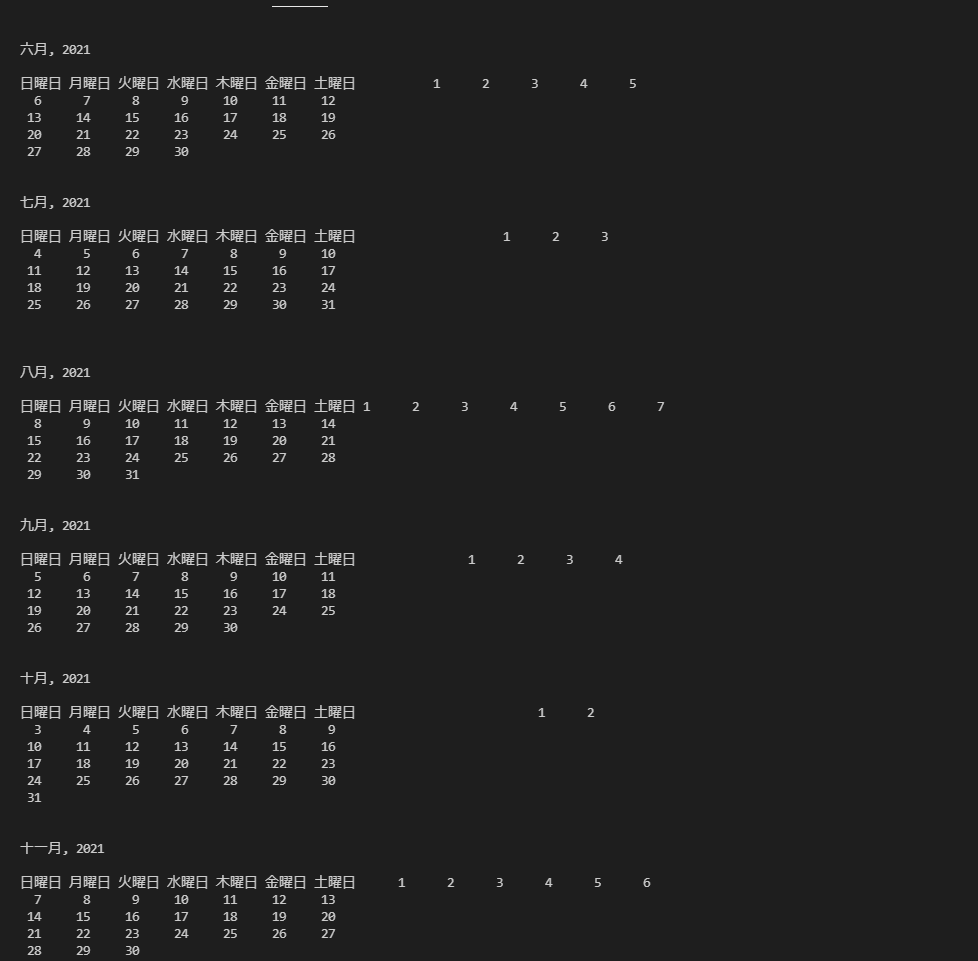 六月, 2021
日曜日 月曜日 火曜日 水曜日 木曜日 金曜日 土曜日 1 2 3 4 5
6 7 8 9 10 11 12
13 14 15 16 17 18 19
20 21 22 23 24 25 26
27 28 29 30
七月, 2021
日曜日 月曜日 火曜日 水曜日 木曜日 金曜日 土曜日 1 2 3
4 5 6 7 8 9 10
11 12 13 14 15 16 17
18 19 20 21 22 23 24
25 26 27 28 29 30 31
八月, 2021
日曜日 月曜日 火曜日 水曜日 木曜日 金曜日 土曜日 1 2 3 4 5 6 7
8 9 10 11 12 13 14
15 16 17 18 19 20 21
22 23 24 25 26 27 28
29 30 31
九月, 2021
日曜日 月曜日 火曜日 水曜日 木曜日 金曜日 土曜日 1 2 3 4
5 6 7 8 9 10 11
12 13 14 15 16 17 18
19 20 21 22 23 24 25
26 27 28 29 30
十月, 2021
日曜日 月曜日 火曜日 水曜日 木曜日 金曜日 土曜日 1 2
3 4 5 6 7 8 9
10 11 12 13 14 15 16
17 18 19 20 21 22 23
24 25 26 27 28 29 30
31
十一月, 2021
日曜日 月曜日 火曜日 水曜日 木曜日 金曜日 土曜日 1 2 3 4 5 6
7 8 9 10 11 12 13
14 15 16 17 18 19 20
21 22 23 24 25 26 27
28 29 30